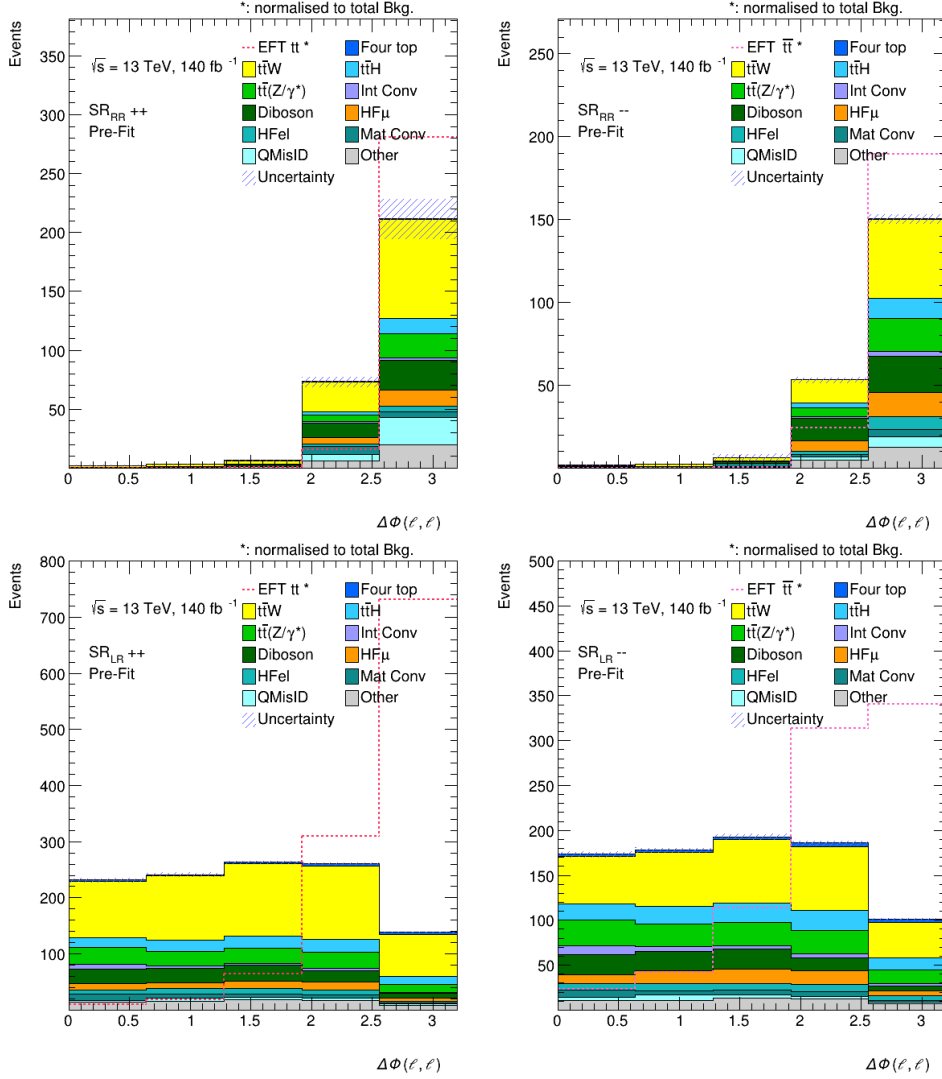 *: normalised to total Bkg.
Events
350
300
250
200
150
100
50
√s = 13 TeV, 140 fb⁻¹
SR_RR ++
Pre-Fit
EFT tt *
Four top
tt̄W
tt̄H
tt̄(Z/γ*)
Int Conv
Diboson
HFμ
HFel
Mat Conv
QMisID
Other
Uncertainty
0 0.5 1 1.5 2 2.5 3
ΔΦ(ℓ,ℓ)
*: normalised to total Bkg.
Events
250
200
150
100
50
√s = 13 TeV, 140 fb⁻¹
SR_RR --
Pre-Fit
EFT t̄t̄ *
Four top
tt̄W
tt̄H
tt̄(Z/γ*)
Int Conv
Diboson
HFμ
HFel
Mat Conv
QMisID
Other
Uncertainty
0 0.5 1 1.5 2 2.5 3
ΔΦ(ℓ,ℓ)
*: normalised to total Bkg.
Events
800
700
600
500
400
300
200
100
√s = 13 TeV, 140 fb⁻¹
SR_LR ++
Pre-Fit
EFT tt *
Four top
tt̄W
tt̄H
tt̄(Z/γ*)
Int Conv
Diboson
HFμ
HFel
Mat Conv
QMisID
Other
Uncertainty
0 0.5 1 1.5 2 2.5 3
ΔΦ(ℓ,ℓ)
*: normalised to total Bkg.
Events
500
450
400
350
300
250
200
150
100
50
√s = 13 TeV, 140 fb⁻¹
SR_LR --
Pre-Fit
EFT t̄t̄ *
Four top
tt̄W
tt̄H
tt̄(Z/γ*)
Int Conv
Diboson
HFμ
HFel
Mat Conv
QMisID
Other
Uncertainty
0 0.5 1 1.5 2 2.5 3
ΔΦ(ℓ,ℓ)